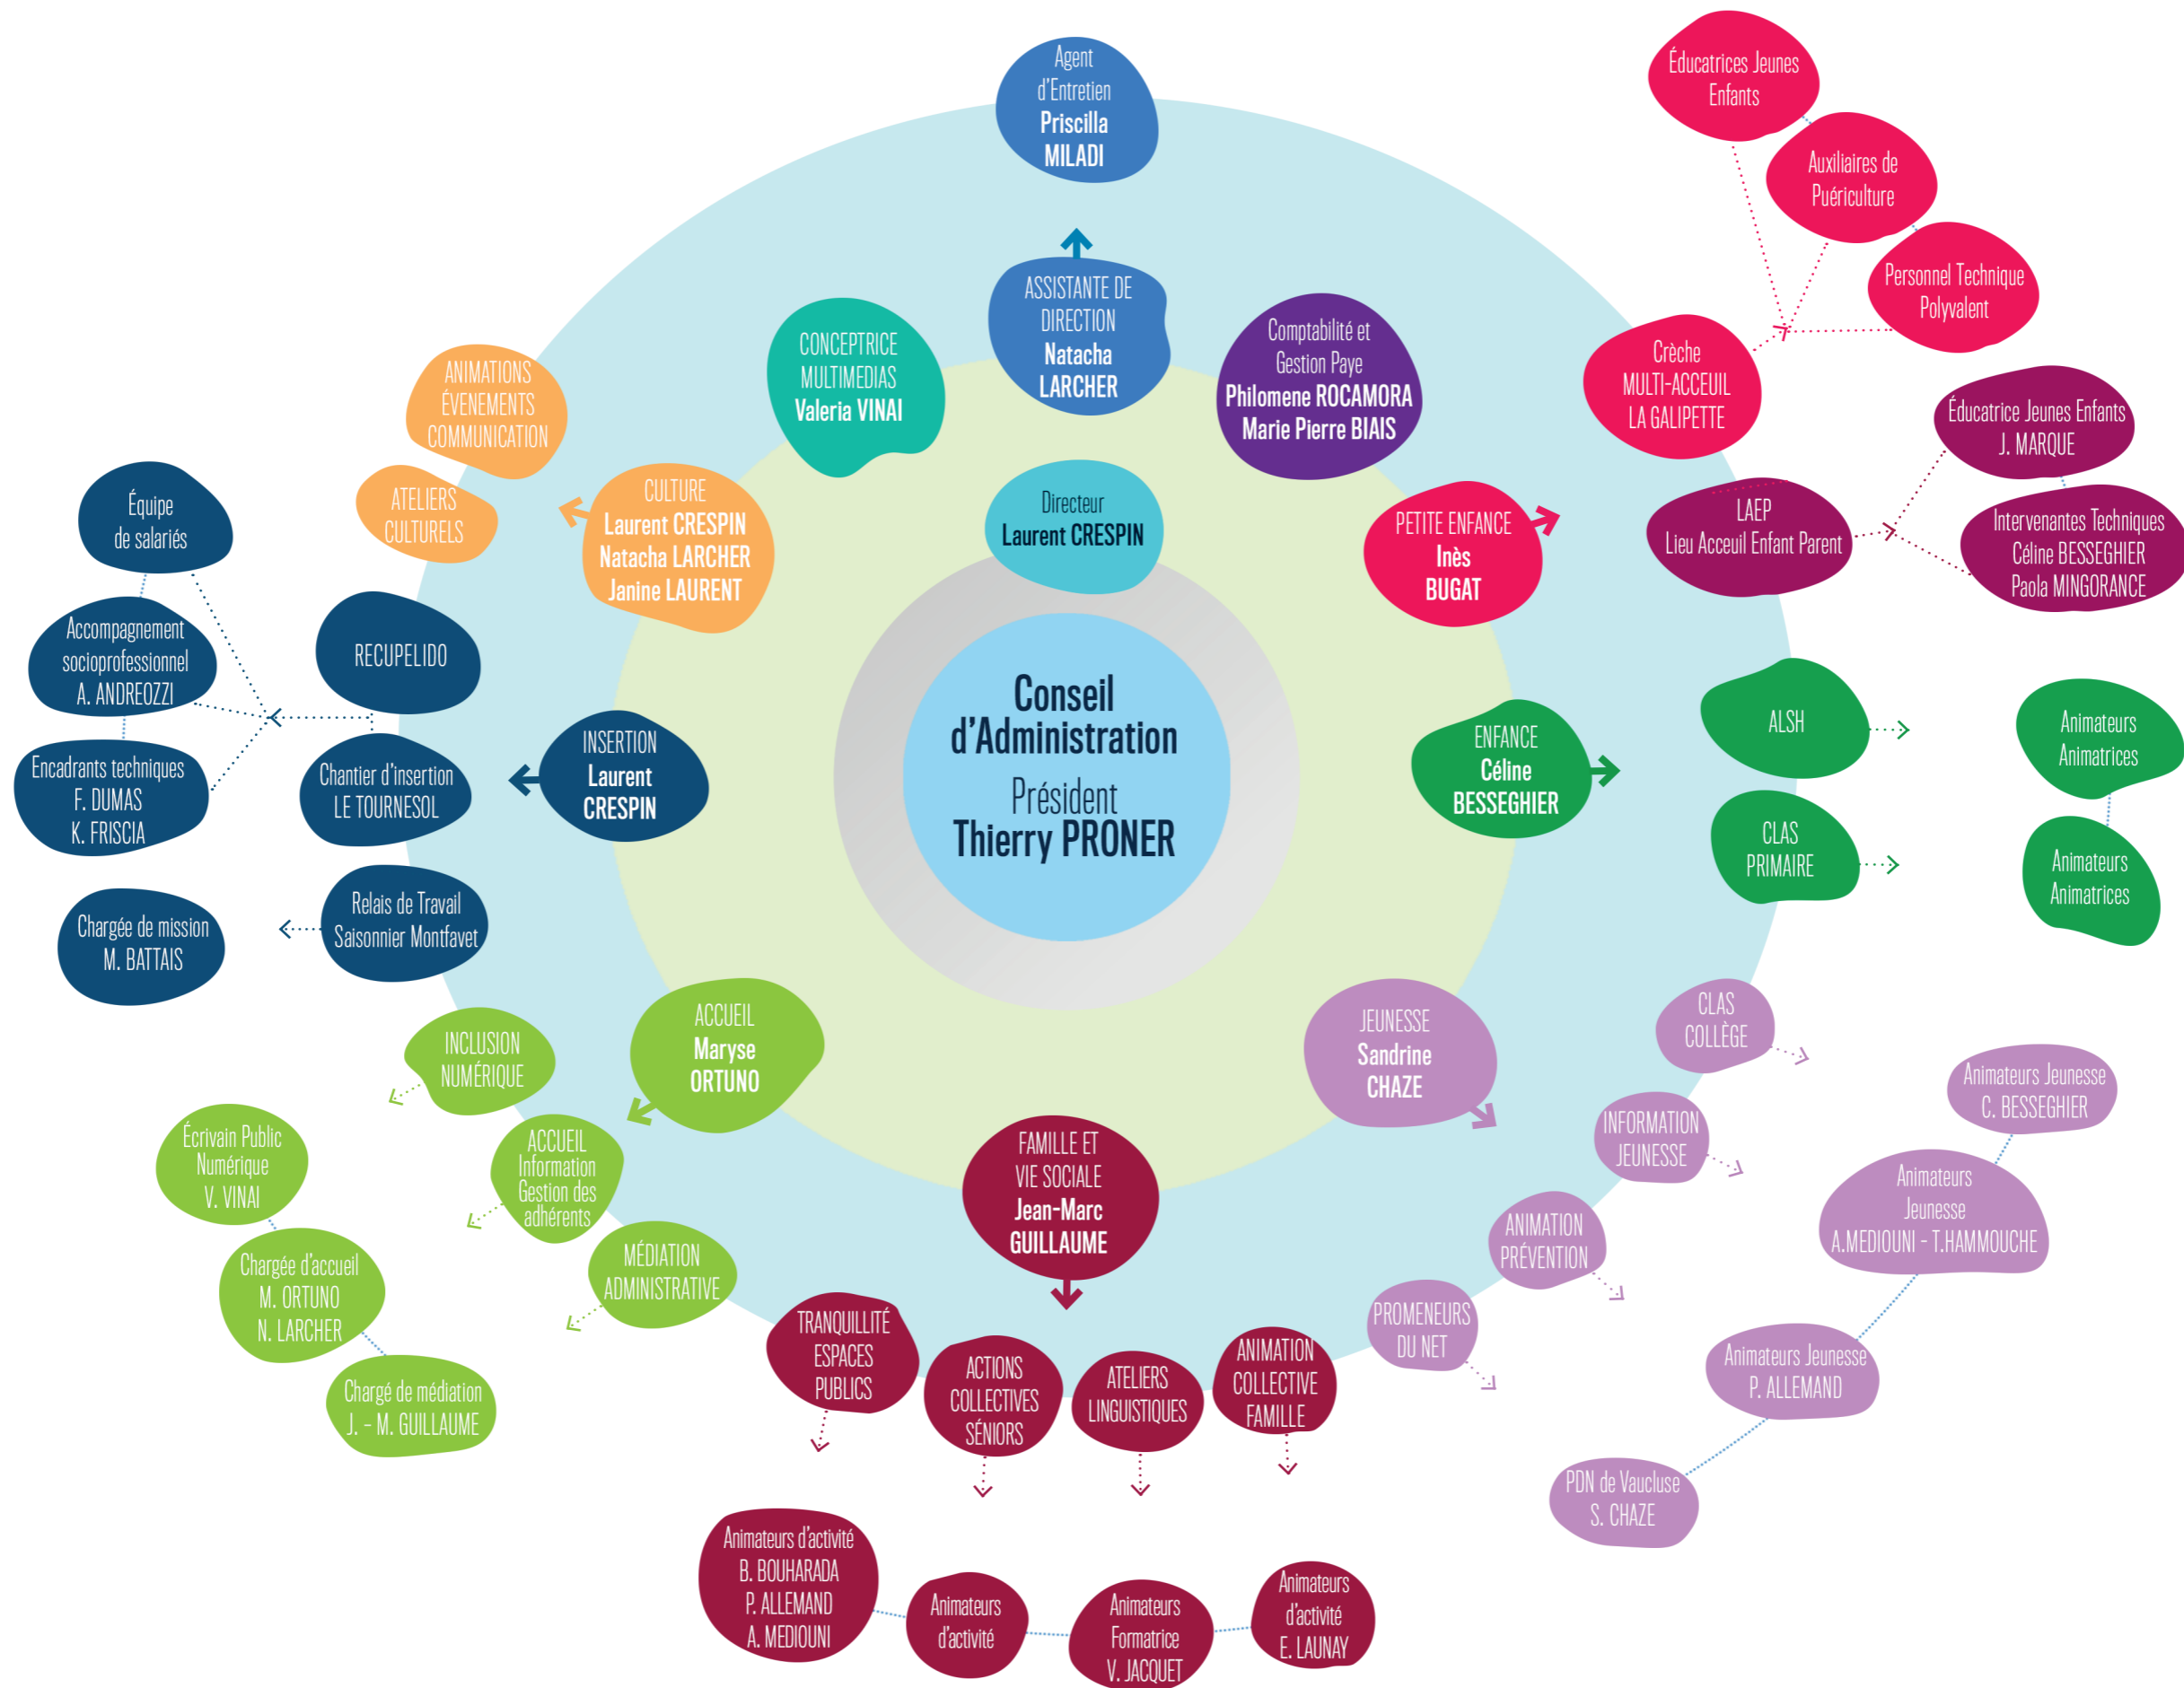 Agent
d'Entretien
Priscilla
MILADI
ASSISTANTE DE
DIRECTION
Natacha
LARCHER
CONCEPTRICE
MULTIMEDIAS
Valeria VINAI
Comptabilité et
Gestion Paye
Philomene ROCAMORA
Marie Pierre BIAIS
Directeur
Laurent CRESPIN
Conseil
d'Administration
Président
Thierry PRONER
Éducatrices Jeunes
Enfants
Auxiliaires de
Puériculture
Personnel Technique
Polyvalent
Crèche
MULTI-ACCEUIL
LA GALIPETTE
PETITE ENFANCE
Inès
BUGAT
LAEP
Lieu Acceuil Enfant Parent
Éducatrice Jeunes Enfants
J. MARQUE
Intervenantes Techniques
Céline BESSEGHIER
Paola MINGORANCE
ENFANCE
Céline
BESSEGHIER
ALSH
Animateurs
Animatrices
CLAS
PRIMAIRE
Animateurs
Animatrices
JEUNESSE
Sandrine
CHAZE
CLAS
COLLÈGE
INFORMATION
JEUNESSE
ANIMATION
PRÉVENTION
PROMENEURS
DU NET
Animateurs Jeunesse
C. BESSEGHIER
Animateurs
Jeunesse
A.MEDIOUNI - T.HAMMOUCHE
Animateurs Jeunesse
P. ALLEMAND
PDN de Vaucluse
S. CHAZE
FAMILLE ET
VIE SOCIALE
Jean-Marc
GUILLAUME
TRANQUILLITÉ
ESPACES
PUBLICS
ACTIONS
COLLECTIVES
SÉNIORS
ATELIERS
LINGUISTIQUES
ANIMATION
COLLECTIVE
FAMILLE
Animateurs d'activité
B. BOUHARADA
P. ALLEMAND
A. MEDIOUNI
Animateurs
d'activité
Animateurs
Formatrice
V. JACQUET
Animateurs
d'activité
E. LAUNAY
ACCUEIL
Maryse
ORTUNO
INCLUSION
NUMÉRIQUE
ACCUEIL
Information
Gestion des
adhérents
MÉDIATION
ADMINISTRATIVE
Écrivain Public
Numérique
V. VINAI
Chargée d'accueil
M. ORTUNO
N. LARCHER
Chargé de médiation
J. - M. GUILLAUME
INSERTION
Laurent
CRESPIN
RECUPELIDO
Chantier d'insertion
LE TOURNESOL
Relais de Travail
Saisonnier Montfavet
Équipe
de salariés
Accompagnement
socioprofessionnel
A. ANDREOZZI
Encadrants techniques
F. DUMAS
K. FRISCIA
Chargée de mission
M. BATTAIS
CULTURE
Laurent CRESPIN
Natacha LARCHER
Janine LAURENT
ANIMATIONS
ÉVENEMENTS
COMMUNICATION
ATELIERS
CULTURELS